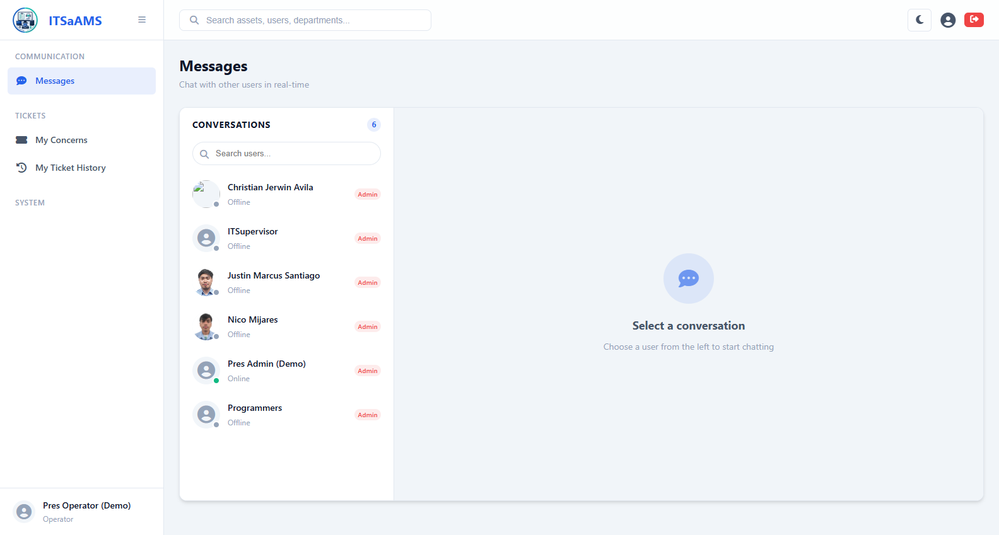 ITSaAMS
Search assets, users, departments...
COMMUNICATION
Messages
TICKETS
My Concerns
My Ticket History
SYSTEM
Pres Operator (Demo)
Operator
Messages
Chat with other users in real-time
CONVERSATIONS 6
Search users...
Christian Jerwin Avila
Offline
Admin
ITSupervisor
Offline
Admin
Justin Marcus Santiago
Offline
Admin
Nico Mijares
Offline
Admin
Pres Admin (Demo)
Online
Admin
Programmers
Offline
Admin
Select a conversation
Choose a user from the left to start chatting